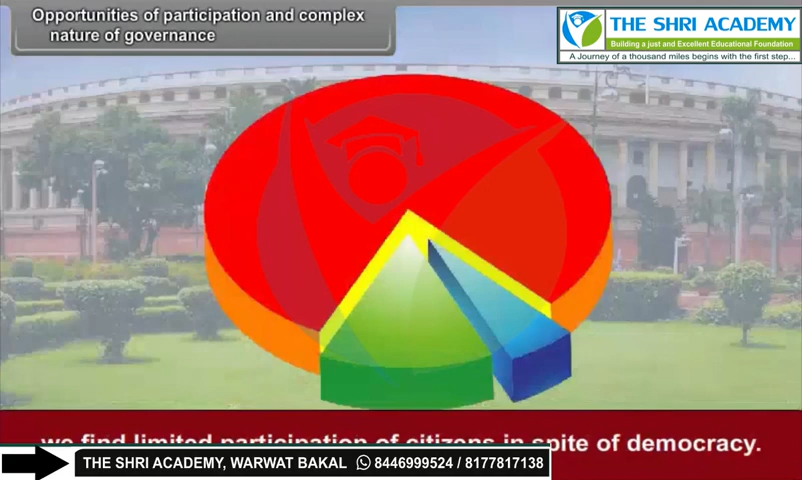 Opportunities of participation and complex
nature of governance
THE SHRI ACADEMY
Building a just and Excellent Educational Foundation
A Journey of a thousand miles begins with the first step...
we find limited participation of citizens in spite of democracy.
THE SHRI ACADEMY, WARWAT BAKAL 8446999524 / 8177817138